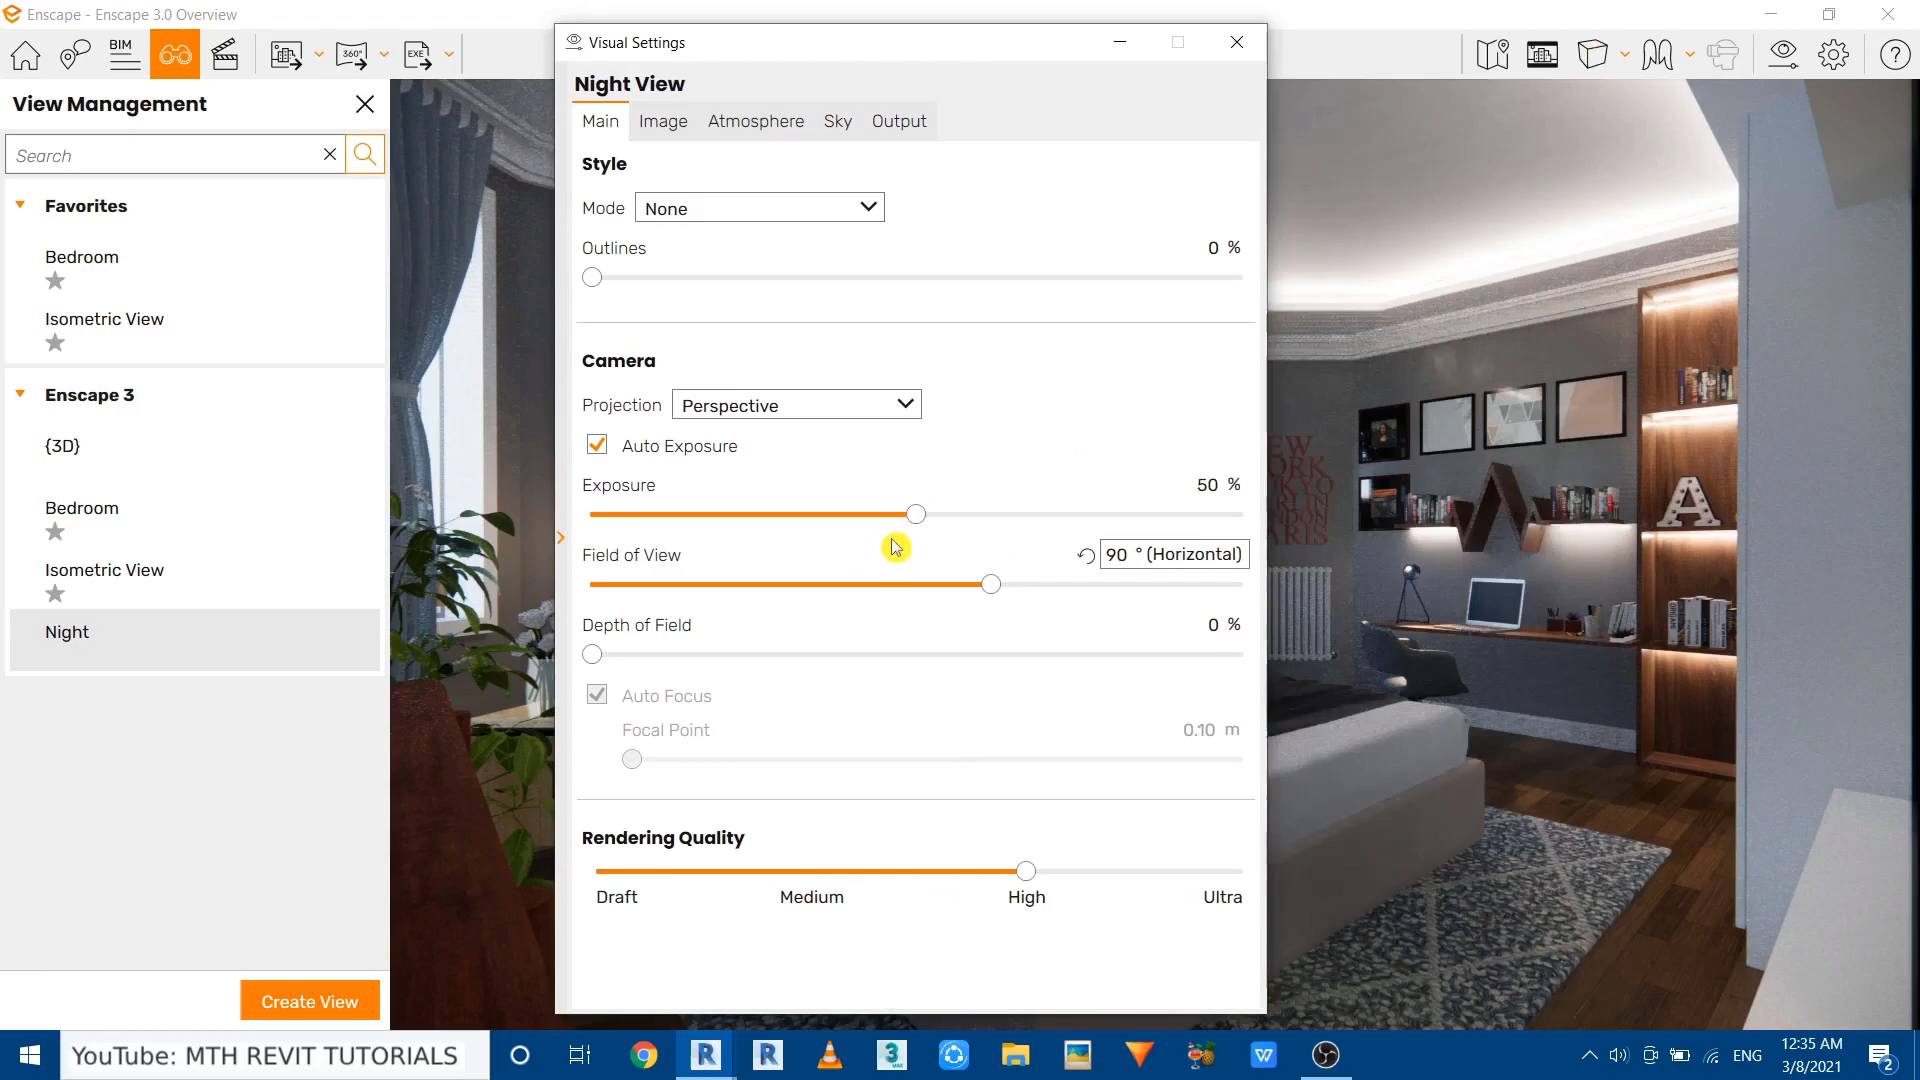 Enscape - Enscape 3.0 Overview
BIM
360°
EXE
View Management
Search
Favorites
Bedroom
Isometric View
Enscape 3
{3D}
Bedroom
Isometric View
Night
Create View
Visual Settings
Night View
Main Image Atmosphere Sky Output
Style
Mode None
Outlines 0 %
Camera
Projection Perspective
Auto Exposure
Exposure 50 %
Field of View 90 ° (Horizontal)
Depth of Field 0 %
Auto Focus
Focal Point 0.10 m
Rendering Quality
Draft Medium High Ultra
A
YouTube: MTH REVIT TUTORIALS
ENG
12:35 AM
3/8/2021
2